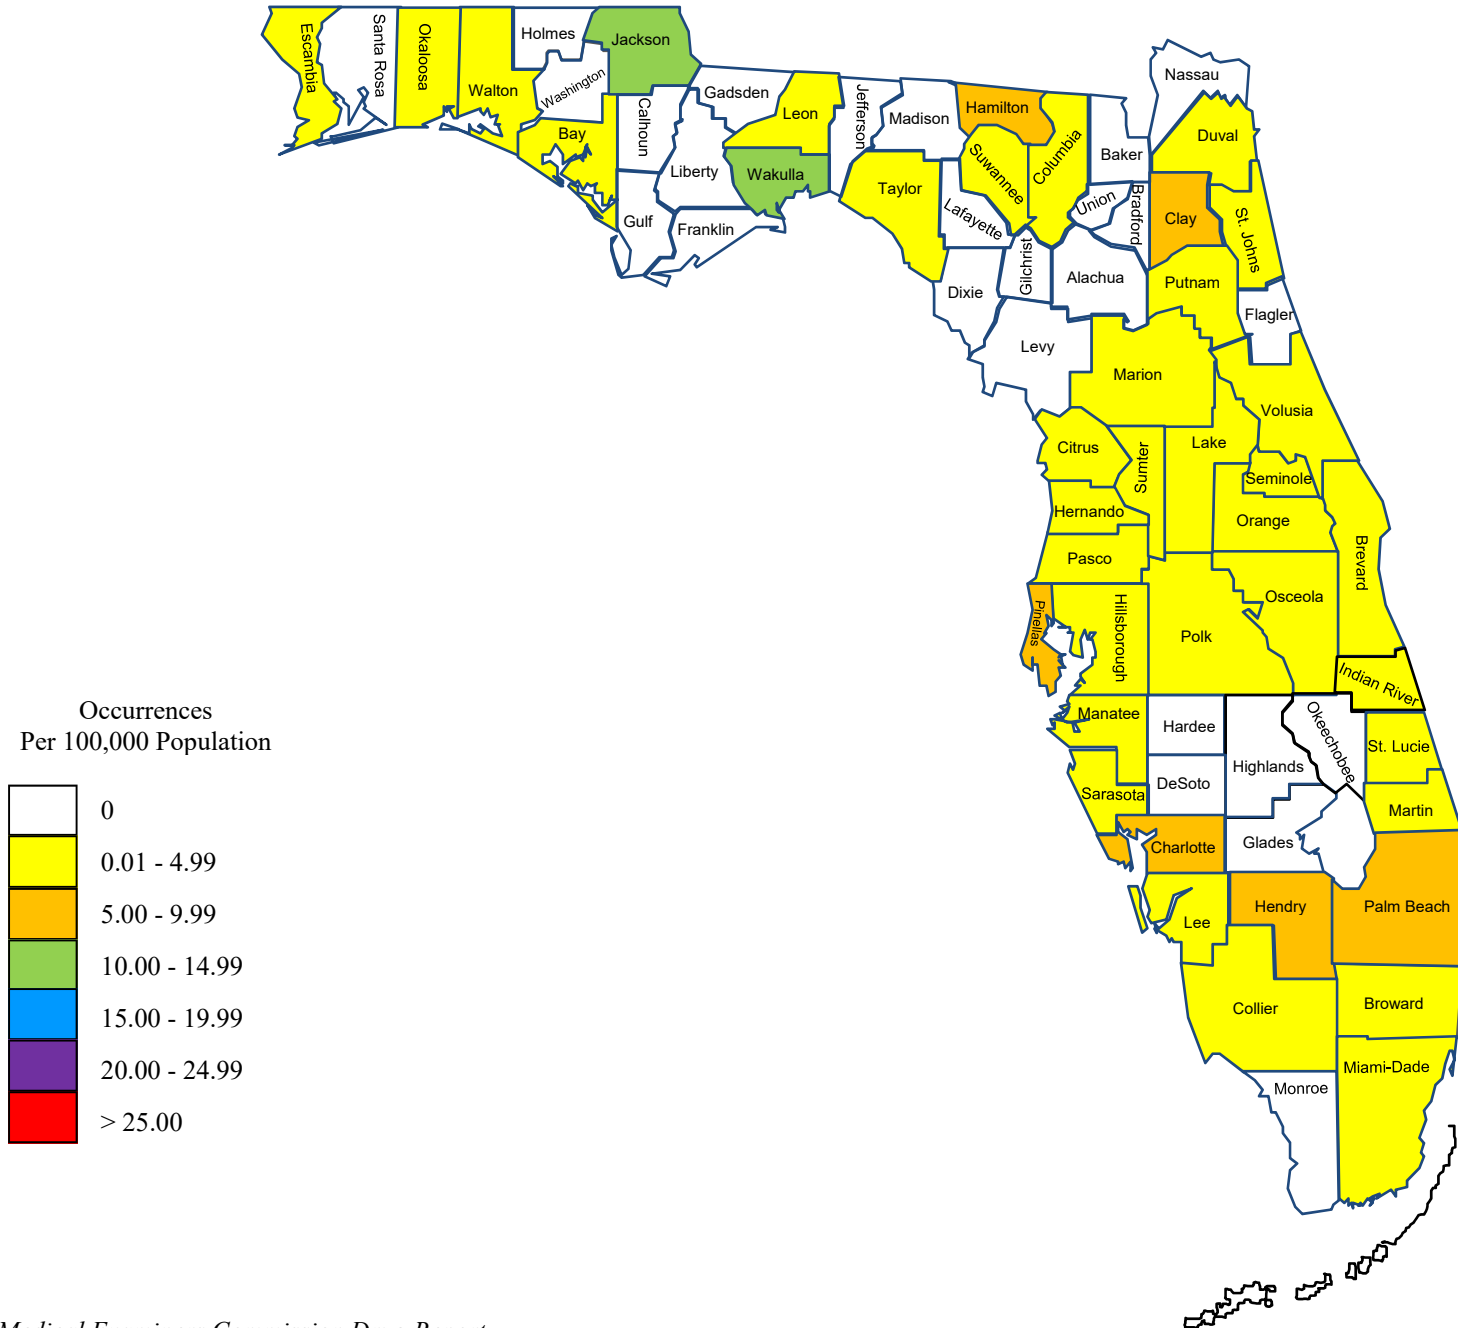 Escambia
Santa Rosa
Okaloosa
Walton
Holmes
Washington
Jackson
Bay
Calhoun
Gulf
Gadsden
Liberty
Franklin
Leon
Wakulla
Jefferson
Madison
Taylor
Hamilton
Suwannee
Lafayette
Columbia
Dixie
Gilchrist
Baker
Union
Bradford
Alachua
Levy
Nassau
Duval
Clay
St. Johns
Putnam
Flagler
Marion
Volusia
Citrus
Sumter
Lake
Seminole
Hernando
Orange
Pasco
Brevard
Pinellas
Hillsborough
Polk
Osceola
Indian River
Manatee
Hardee
Highlands
Okeechobee
St. Lucie
Sarasota
DeSoto
Martin
Charlotte
Glades
Lee
Hendry
Palm Beach
Collier
Broward
Monroe
Miami-Dade
Occurrences
Per 100,000 Population
0
0.01 - 4.99
5.00 - 9.99
10.00 - 14.99
15.00 - 19.99
20.00 - 24.99
> 25.00